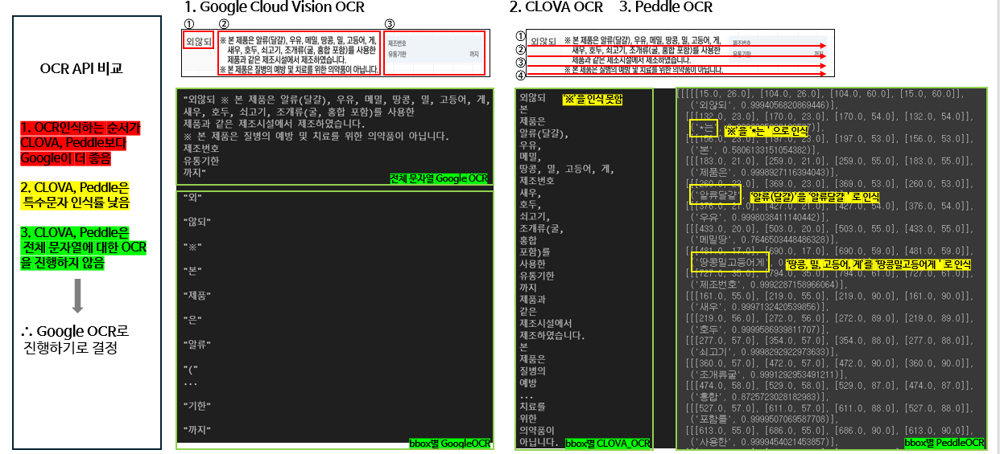 OCR API 비교
1. OCR인식하는 순서가
CLOVA, Peddle보다
Google이 더 좋음
2. CLOVA, Peddle은
특수문자 인식률 낮음
3. CLOVA, Peddle은
전체 문자열에 대한 OCR
을 진행하지 않음
∴ Google OCR로
진행하기로 결정
1. Google Cloud Vision OCR
① ② ③
외않되
※ 본 제품은 알류(달걀), 우유, 메밀, 땅콩, 밀, 고등어, 게,
새우, 호두, 쇠고기, 조개류(굴, 홍합 포함)를 사용한
제품과 같은 제조시설에서 제조하였습니다.
※ 본 제품은 질병의 예방 및 치료를 위한 의약품이 아닙니다.
제조번호
유통기한 까지
"외않되 ※ 본 제품은 알류(달걀), 우유, 메밀, 땅콩, 밀, 고등어, 게,
새우, 호두, 쇠고기, 조개류(굴, 홍합 포함)를 사용한
제품과 같은 제조시설에서 제조하였습니다.
※ 본 제품은 질병의 예방 및 치료를 위한 의약품이 아닙니다.
제조번호
유통기한
까지"
전체 문자열 Google OCR
"외"
"않되"
"※"
"본"
"제품"
"은"
"알류"
"("
...
"기한"
"까지"
bbox별 GoogleOCR
2. CLOVA OCR 3. Peddle OCR
①
②
③
④
외않되
※ 본 제품은 알류(달걀), 우유, 메밀, 땅콩, 밀, 고등어, 게,
새우, 호두, 쇠고기, 조개류(굴, 홍합 포함)를 사용한
제품과 같은 제조시설에서 제조하였습니다.
※ 본 제품은 질병의 예방 및 치료를 위한 의약품이 아닙니다.
제조번호
유통기한 까지
외않되
'※'을 인식 못함
본
제품은
알류(달걀),
우유,
메밀,
땅콩, 밀, 고등어, 게,
제조번호
새우,
호두,
쇠고기,
조개류(굴,
홍합
포함)를
사용한
유통기한
까지
제품과
같은
제조시설에서
제조하였습니다.
본
제품은
질병의
예방
...
치료를
위한
의약품이
아닙니다.
bbox별 CLOVA_OCR
[[[[[15.0, 26.0], [104.0, 26.0], [104.0, 60.0], [15.0, 60.0]],
('외않되', 0.9994056820869446)],
[[[132.0, 23.0], [170.0, 23.0], [170.0, 54.0], [132.0, 54.0]],
('*는'
'※'을 '*는 ' 으로 인식
[[[156.0, 23.0], [197.0, 23.0], [197.0, 53.0], [156.0, 53.0]],
('본', 0.5806133151054382)],
[[[183.0, 21.0], [259.0, 21.0], [259.0, 55.0], [183.0, 55.0]],
('제품은', 0.9998927116394043)],
[[[260.0, 23.0], [369.0, 23.0], [369.0, 53.0], [260.0, 53.0]],
('알류달걀'
'알류(달걀)'을 '알류달걀 ' 로 인식
[[[376.0, 21.0], [427.0, 21.0], [427.0, 54.0], [376.0, 54.0]],
('우유', 0.9998038411140442)],
[[[433.0, 20.0], [503.0, 20.0], [503.0, 55.0], [433.0, 55.0]],
('메밀땅', 0.7646503448486328)],
[[[481.0, 17.0], [690.0, 17.0], [690.0, 59.0], [481.0, 59.0]],
('땅콩밀고등어게
'땅콩, 밀, 고등어, 게'를 '땅콩밀고등어게 ' 로 인식
[[[727.0, 35.0], [794.0, 35.0], [794.0, 61.0], [727.0, 61.0]],
('제조번호', 0.9992287158966064)],
[[[161.0, 55.0], [219.0, 55.0], [219.0, 90.0], [161.0, 90.0]],
('새우', 0.9997132420539856)],
[[[219.0, 56.0], [272.0, 56.0], [272.0, 89.0], [219.0, 89.0]],
('호두', 0.9999586939811707)],
[[[277.0, 57.0], [354.0, 57.0], [354.0, 88.0], [277.0, 88.0]],
('쇠고기', 0.9998292922973633)],
[[[360.0, 57.0], [472.0, 57.0], [472.0, 90.0], [360.0, 90.0]],
('조개류굴', 0.9991292953491211)],
[[[474.0, 58.0], [529.0, 58.0], [529.0, 87.0], [474.0, 87.0]],
('홍합', 0.8725723028182983)],
[[[527.0, 57.0], [611.0, 57.0], [611.0, 88.0], [527.0, 88.0]],
('포함를', 0.9999507069587708)],
[[[613.0, 55.0], [686.0, 55.0], [686.0, 90.0], [613.0, 90.0]],
('사용한', 0.9999454021453857)],
bbox별 PeddleOCR